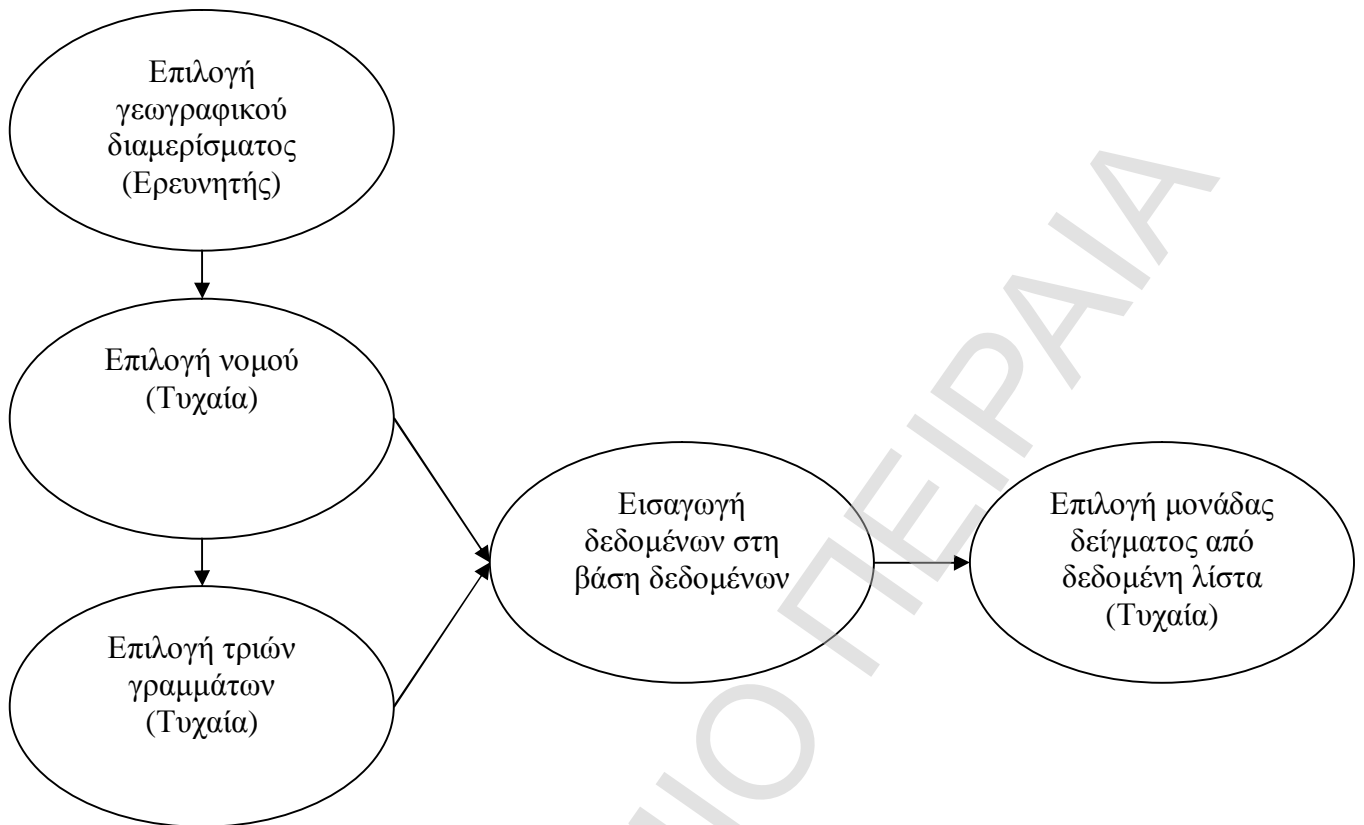 Επιλογή
γεωγραφικού
διαμερίσματος
(Ερευνητής)
Επιλογή νομού
(Τυχαία)
Επιλογή τριών
γραμμάτων
(Τυχαία)
Εισαγωγή
δεδομένων στη
βάση δεδομένων
Επιλογή μονάδας
δείγματος από
δεδομένη λίστα
(Τυχαία)
ΠΕΙΡΑΙΑ